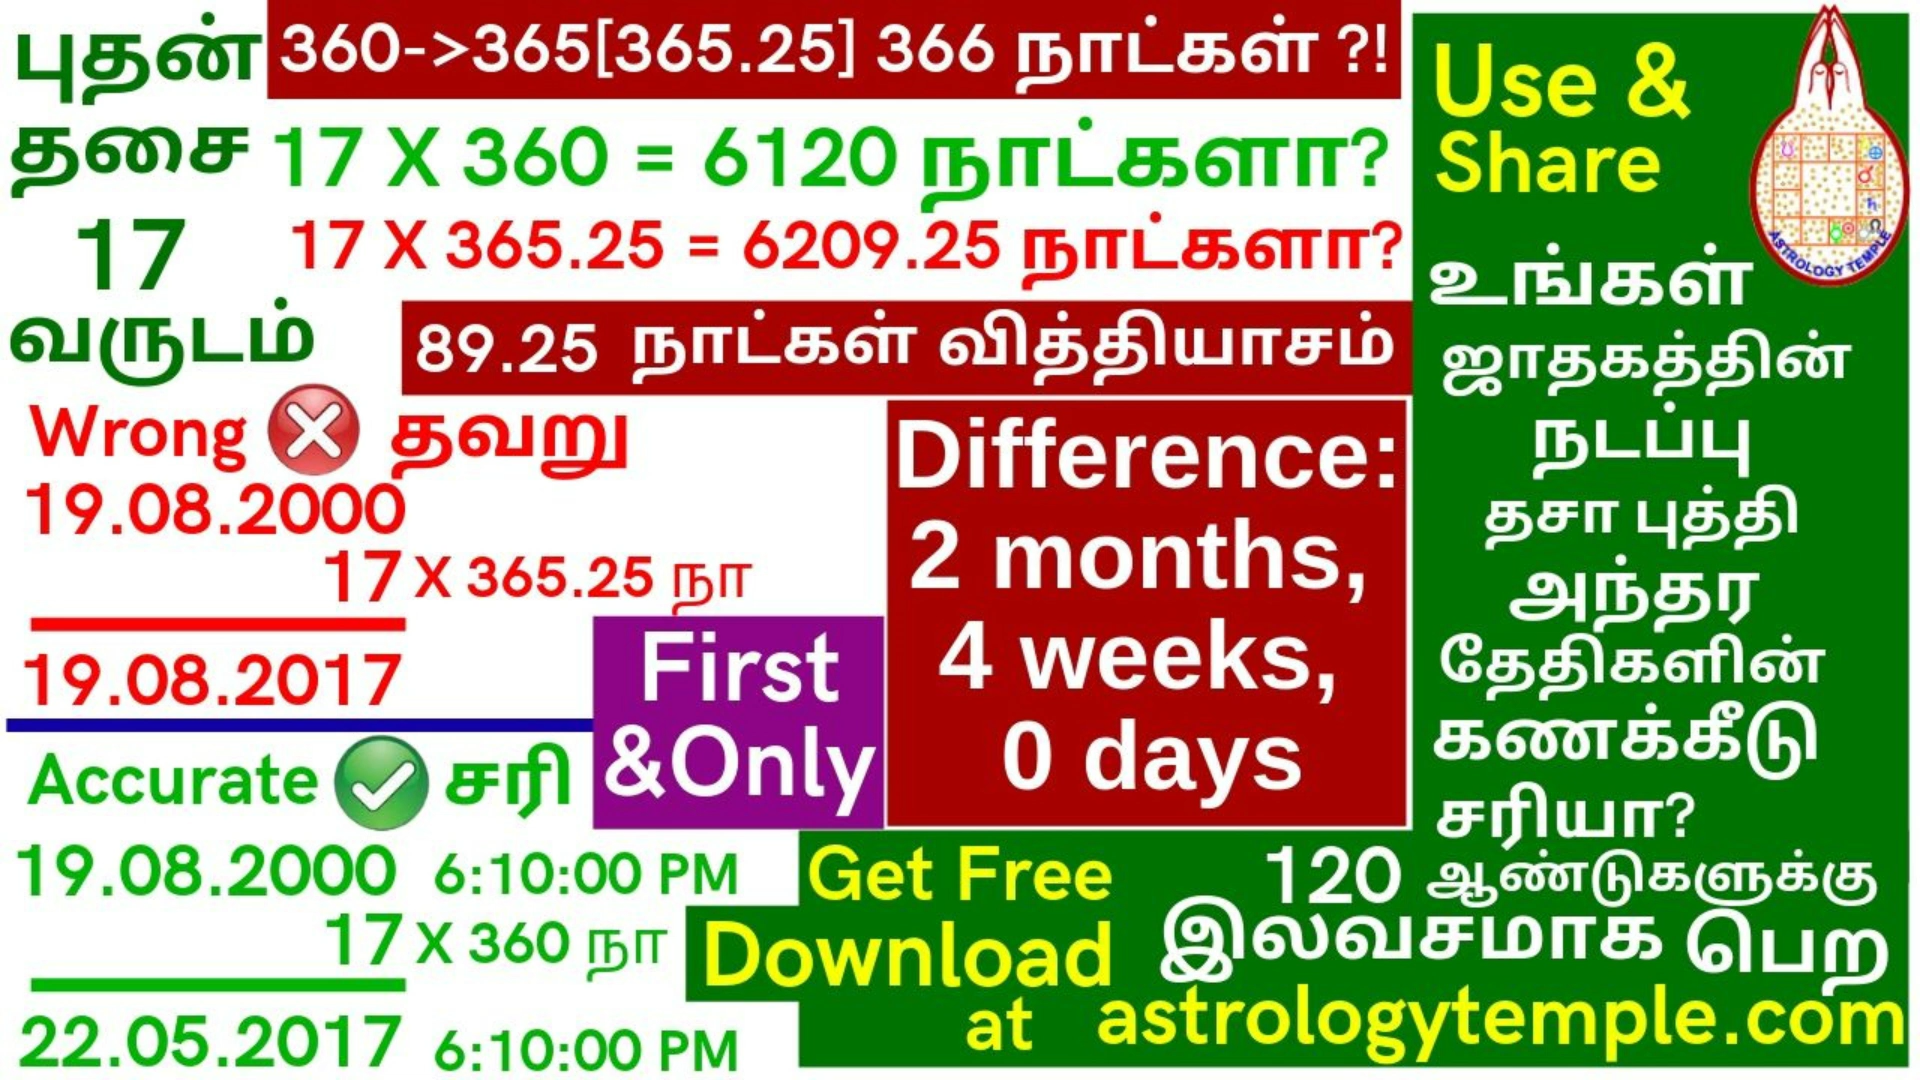 புதன்
தசை
17
வருடம்
360->365[365.25] 366 நாட்கள் ?!
17 X 360 = 6120 நாட்களா?
17 X 365.25 = 6209.25 நாட்களா?
89.25 நாட்கள் வித்தியாசம்
Wrong தவறு
19.08.2000
17 X 365.25 நா
19.08.2017
Accurate சரி
19.08.2000 6:10:00 PM
17 X 360 நா
22.05.2017 6:10:00 PM
First
&Only
Difference:
2 months,
4 weeks,
0 days
Use &
Share
ASTROLOGY TEMPLE
உங்கள்
ஜாதகத்தின்
நடப்பு
தசா புத்தி
அந்தர
தேதிகளின்
கணக்கீடு
சரியா?
Get Free
Download
at
120 ஆண்டுகளுக்கு
இலவசமாக பெற
astrologytemple.com